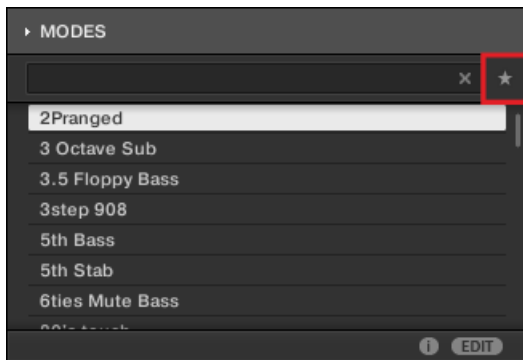 MODES
2Pranged
3 Octave Sub
3.5 Floppy Bass
3step 908
5th Bass
5th Stab
6ties Mute Bass
EDIT